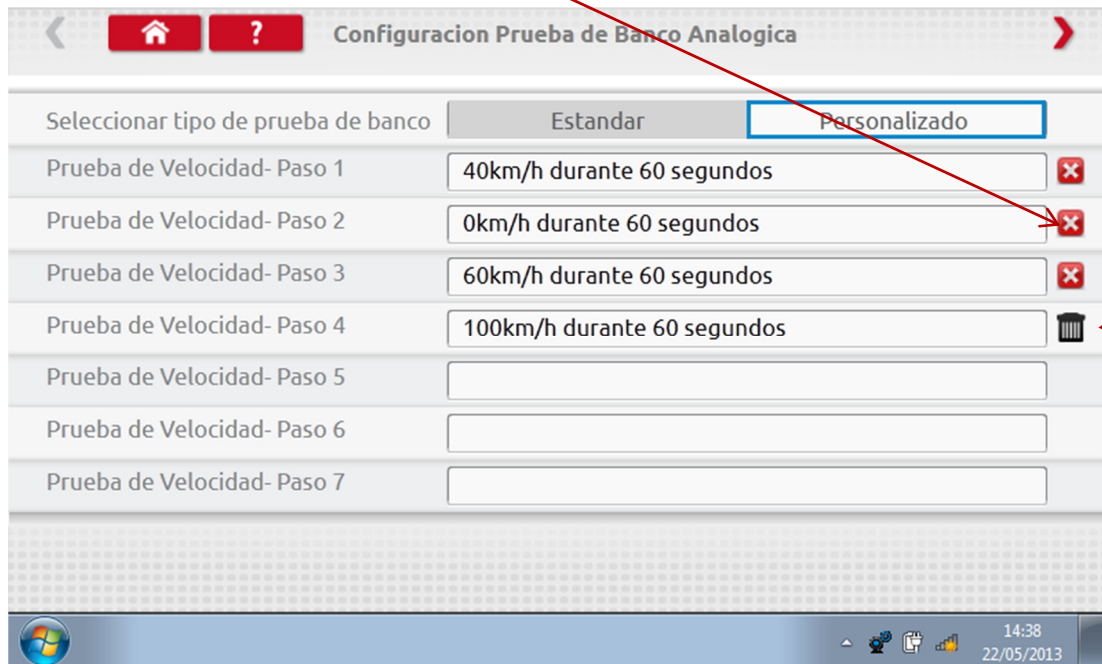 ? Configuracion Prueba de Banco Analogica
Seleccionar tipo de prueba de banco Estandar Personalizado
Prueba de Velocidad- Paso 1 40km/h durante 60 segundos
Prueba de Velocidad- Paso 2 0km/h durante 60 segundos
Prueba de Velocidad- Paso 3 60km/h durante 60 segundos
Prueba de Velocidad- Paso 4 100km/h durante 60 segundos
Prueba de Velocidad- Paso 5
Prueba de Velocidad- Paso 6
Prueba de Velocidad- Paso 7
14:38
22/05/2013